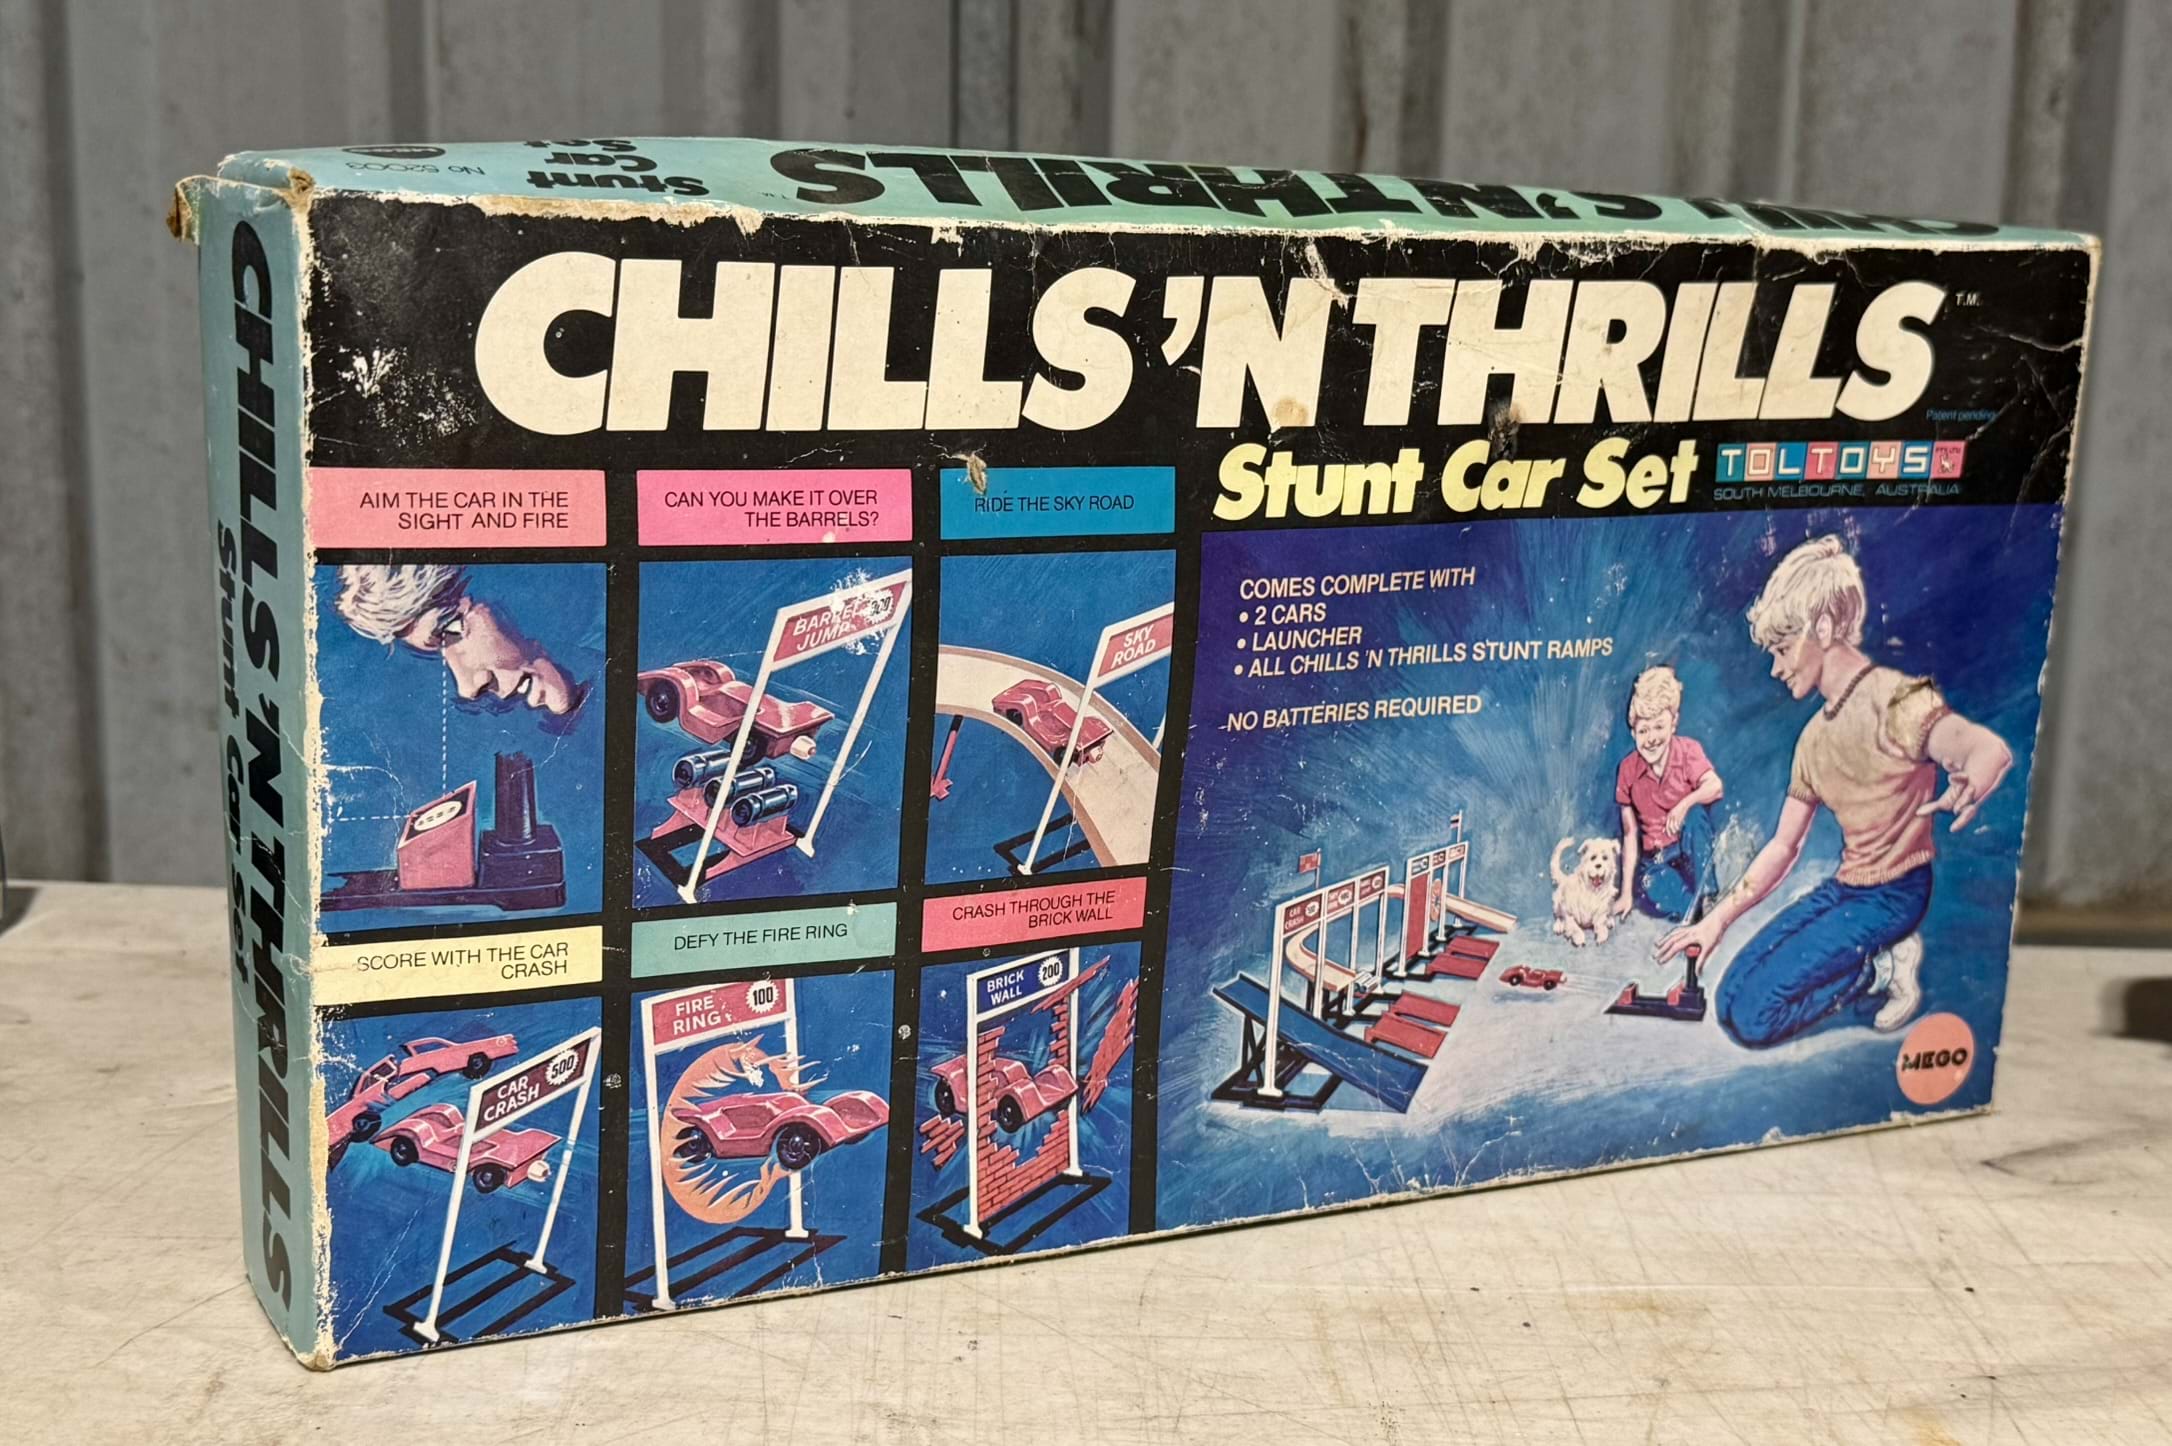 Stunt
Car
Set
No 62003
CHILLS 'N THRILLS
TM
CHILLS 'N THRILLS
Stunt Car Set
CHILLS 'N THRILLS
T.M.
Patent pending
Stunt Car Set
TOLTOYS
SOUTH MELBOURNE, AUSTRALIA
AIM THE CAR IN THE
SIGHT AND FIRE
CAN YOU MAKE IT OVER
THE BARRELS?
RIDE THE SKY ROAD
BARREL
JUMP
300
SKY
ROAD
SCORE WITH THE CAR
CRASH
DEFY THE FIRE RING
CRASH THROUGH THE
BRICK WALL
CAR
CRASH
500
FIRE
RING
100
BRICK
WALL
200
COMES COMPLETE WITH
• 2 CARS
• LAUNCHER
• ALL CHILLS 'N THRILLS STUNT RAMPS
NO BATTERIES REQUIRED
CAR
CRASH
MEGO